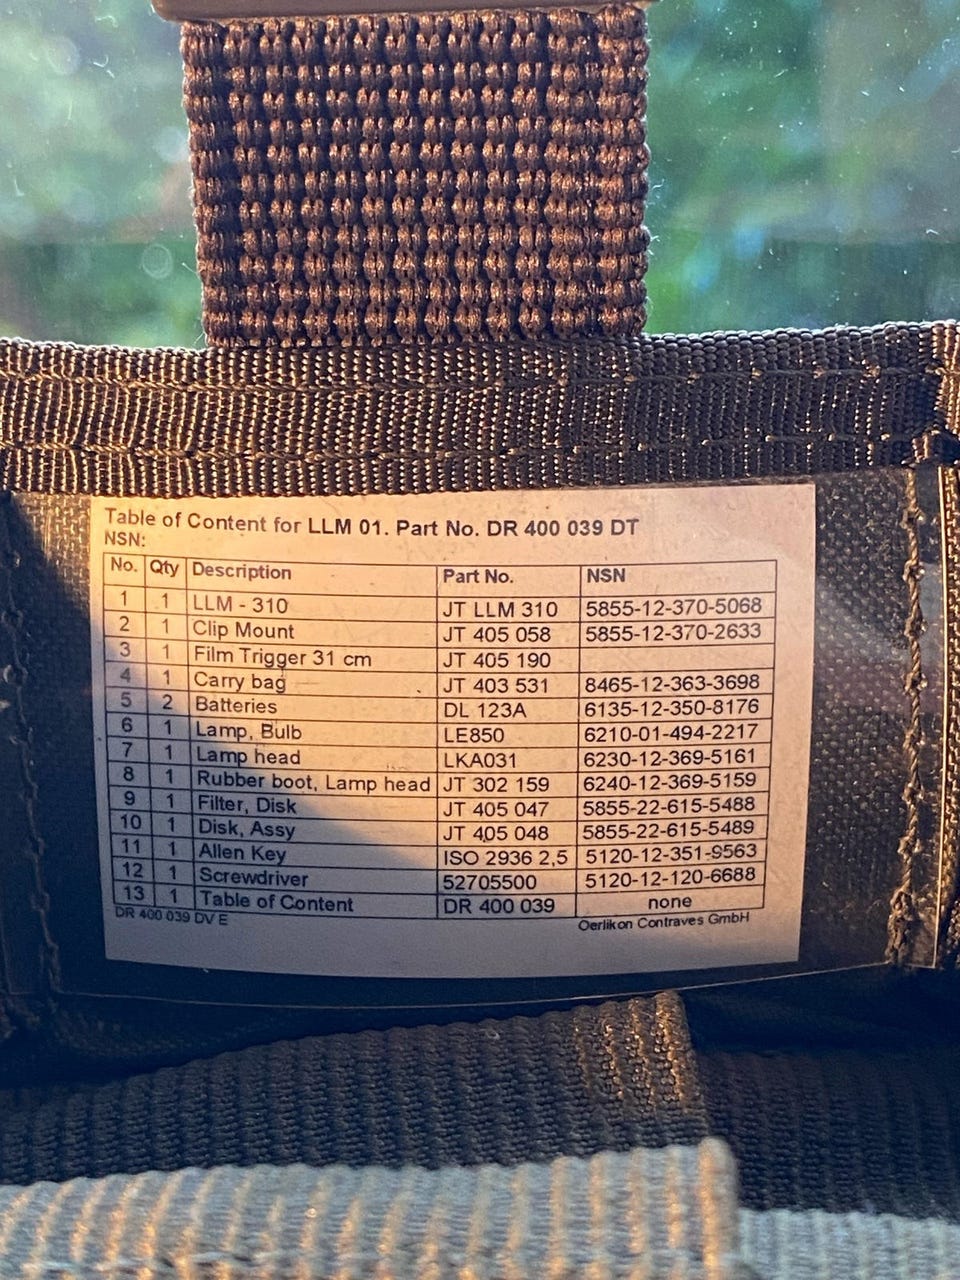 Table of Content for LLM 01. Part No. DR 400 039 DT
NSN:
No. Qty Description Part No. NSN
1 1 LLM - 310 JT LLM 310 5855-12-370-5068
2 1 Clip Mount JT 405 058 5855-12-370-2633
3 1 Film Trigger 31 cm JT 405 190
4 1 Carry bag JT 403 531 8465-12-363-3698
5 2 Batteries DL 123A 6135-12-350-8176
6 1 Lamp, Bulb LE850 6210-01-494-2217
7 1 Lamp head LKA031 6230-12-369-5161
8 1 Rubber boot, Lamp head JT 302 159 6240-12-369-5159
9 1 Filter, Disk JT 405 047 5855-22-615-5488
10 1 Disk, Assy JT 405 048 5855-22-615-5489
11 1 Allen Key ISO 2936 2,5 5120-12-351-9563
12 1 Screwdriver 52705500 5120-12-120-6688
13 1 Table of Content DR 400 039 none
DR 400 039 DV E Oerlikon Contraves GmbH